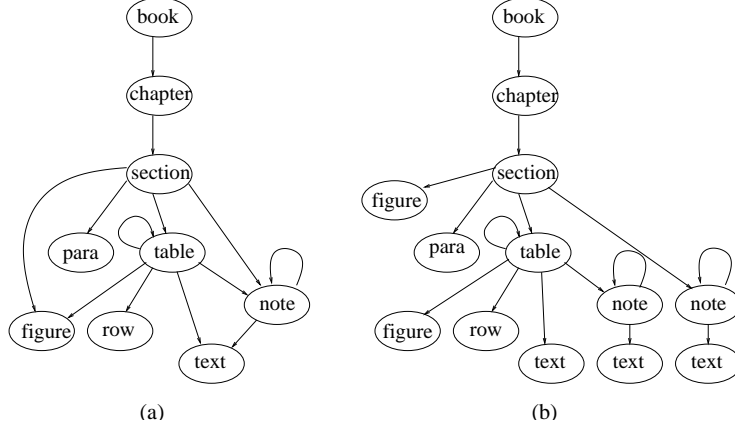 book
chapter
section
para
table
note
figure
row
text
(a)
book
chapter
section
figure
para
table
note
note
figure
row
text
text
text
(b)